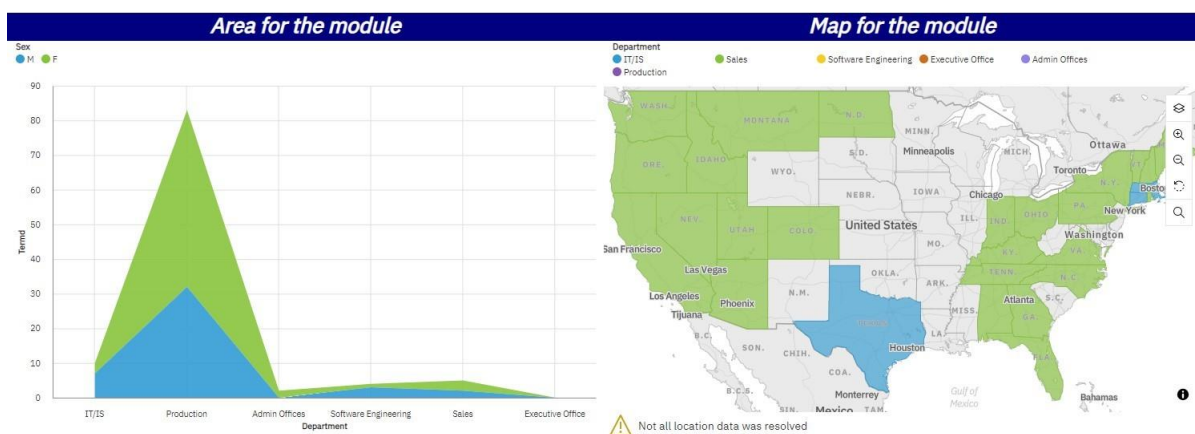 Area for the module
Sex
M F
90
80
70
60
50
40
30
20
10
0
Termd
IT/IS Production Admin Offices Software Engineering Sales Executive Office
Department
Map for the module
Department
IT/IS Sales Software Engineering Executive Office Admin Offices
Production
WASH.
MONTANA
N.D.
MINN.
Ottawa
ORE.
IDAHO
S.D.
Minneapolis
MICH.
VT.
WYO.
Toronto
Boston
N.Y.
NEBR.
IOWA
Chicago
New York
NEV.
UTAH
COLO.
United States
ILL.
IND.
OHIO
PA.
Washington
San Francisco
MO.
KY.
VA.
Las Vegas
OKLA.
TENN.
N.C.
Los Angeles
Phoenix
N.M.
ARK.
Atlanta
S.C.
Tijuana
MISS.
GA.
B.C.
TEXAS
LA.
SON.
CHIH.
Houston
FLA.
COA.
B.C.S.
Monterrey
Gulf of
Mexico
Bahamas
SIN.
Mexico
TAM.
Not all location data was resolved